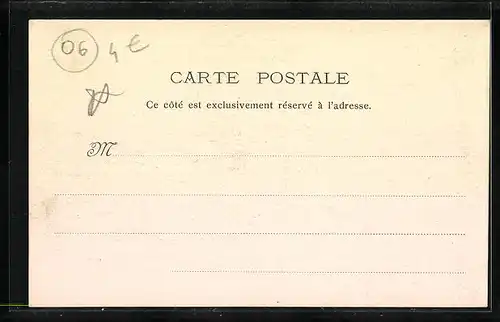 06 4€
CARTE POSTALE
Ce côté est exclusivement réservé à l'adresse.
M